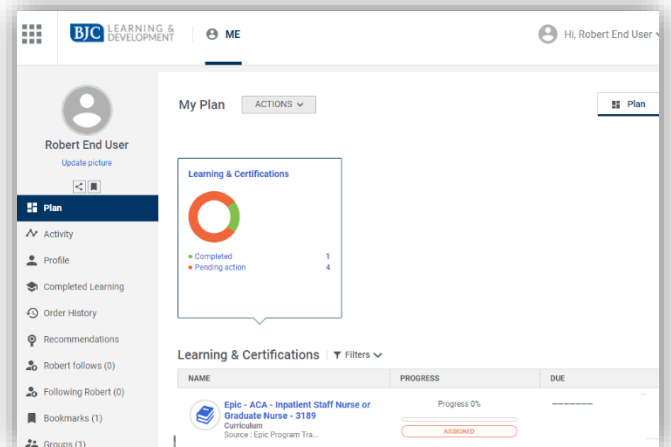 BJC LEARNING &
DEVELOPMENT
ME
Hi, Robert End User
Robert End User
Update picture
Plan
Activity
Profile
Completed Learning
Order History
Recommendations
Robert follows (0)
Following Robert (0)
Bookmarks (1)
Groups (1)
My Plan
ACTIONS
Plan
Learning & Certifications
Completed 1
Pending action 4
Learning & Certifications
Filters
NAME PROGRESS DUE
Epic - ACA - Inpatient Staff Nurse or
Graduate Nurse - 3189
Curriculum
Source : Epic Program Tra...
Progress 0%
ASSIGNED
-------